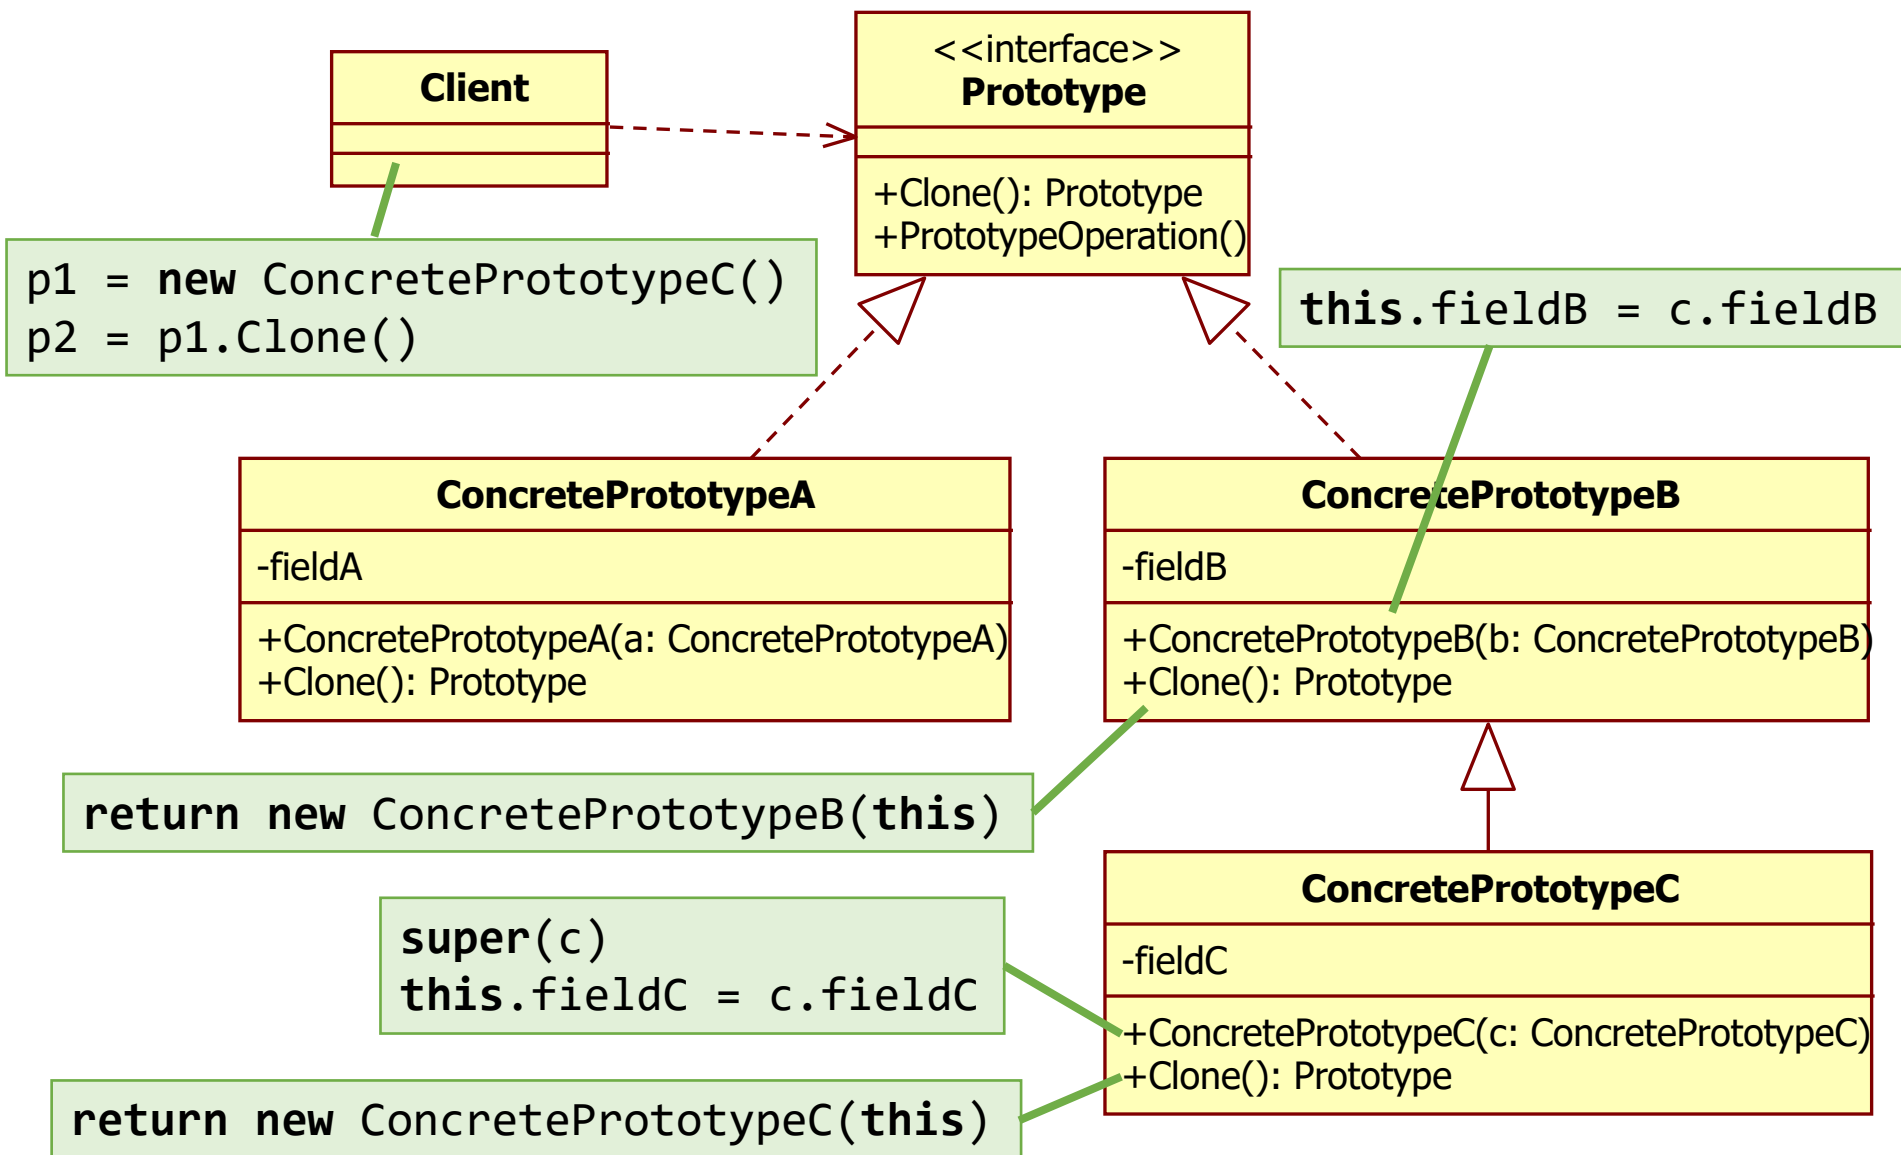 <<interface>>
Prototype
+Clone(): Prototype
+PrototypeOperation()
Client
p1 = new ConcretePrototypeC()
p2 = p1.Clone()
this.fieldB = c.fieldB
ConcretePrototypeA
-fieldA
+ConcretePrototypeA(a: ConcretePrototypeA)
+Clone(): Prototype
ConcretePrototypeB
-fieldB
+ConcretePrototypeB(b: ConcretePrototypeB)
+Clone(): Prototype
return new ConcretePrototypeB(this)
ConcretePrototypeC
-fieldC
+ConcretePrototypeC(c: ConcretePrototypeC)
+Clone(): Prototype
super(c)
this.fieldC = c.fieldC
return new ConcretePrototypeC(this)